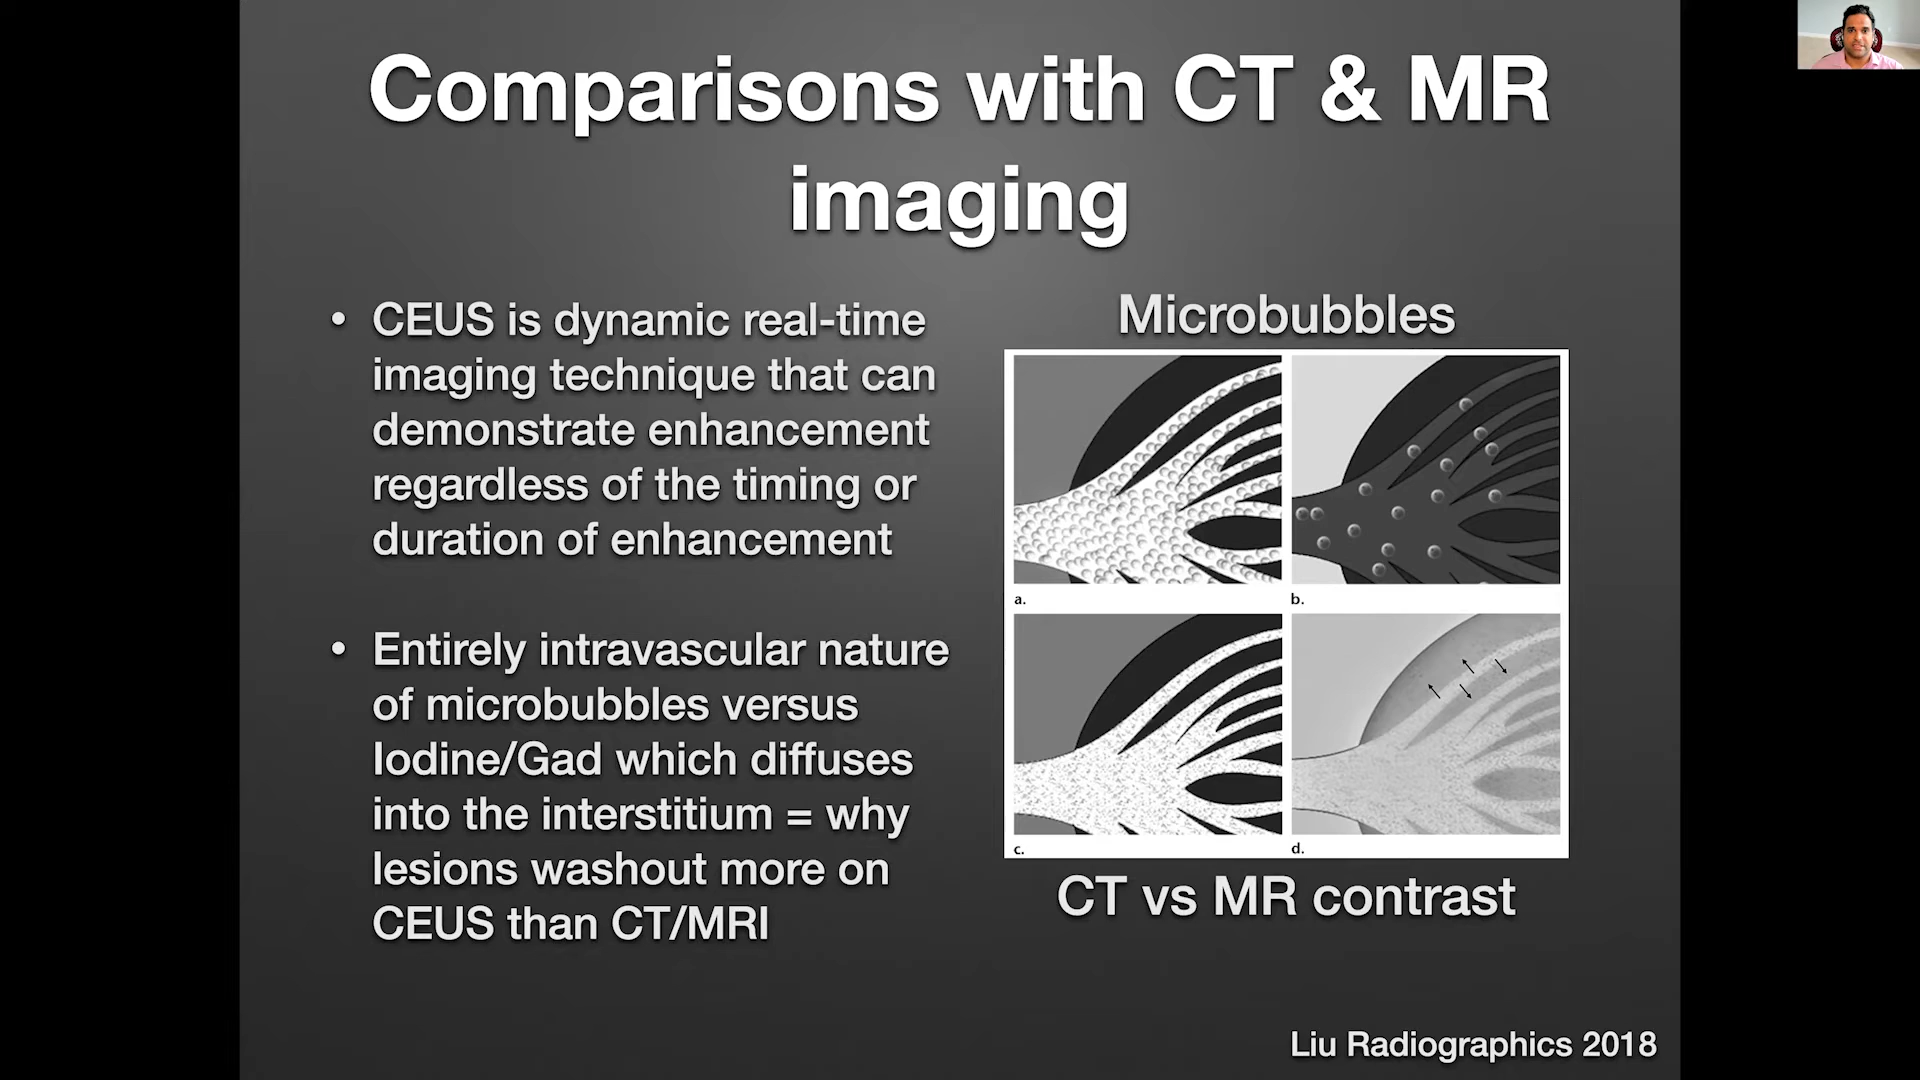 Comparisons with CT & MR
imaging
• CEUS is dynamic real-time
imaging technique that can
demonstrate enhancement
regardless of the timing or
duration of enhancement
• Entirely intravascular nature
of microbubbles versus
Iodine/Gad which diffuses
into the interstitium = why
lesions washout more on
CEUS than CT/MRI
Microbubbles
a.
b.
c.
d.
CT vs MR contrast
Liu Radiographics 2018